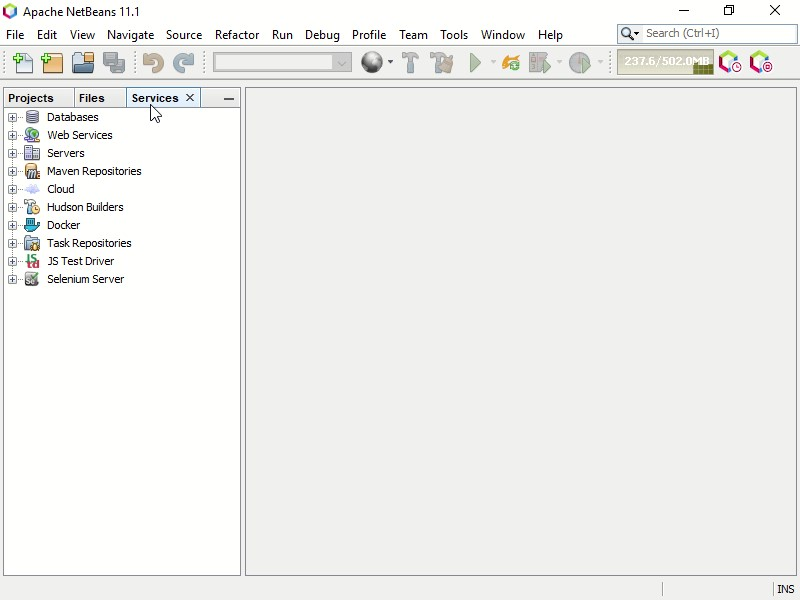 Apache NetBeans 11.1
File Edit View Navigate Source Refactor Run Debug Profile Team Tools Window Help
Search (Ctrl+I)
237.6/502.0MB
Projects Files Services
Databases
Web Services
Servers
Maven Repositories
Cloud
Hudson Builders
Docker
Task Repositories
JS Test Driver
Selenium Server
INS